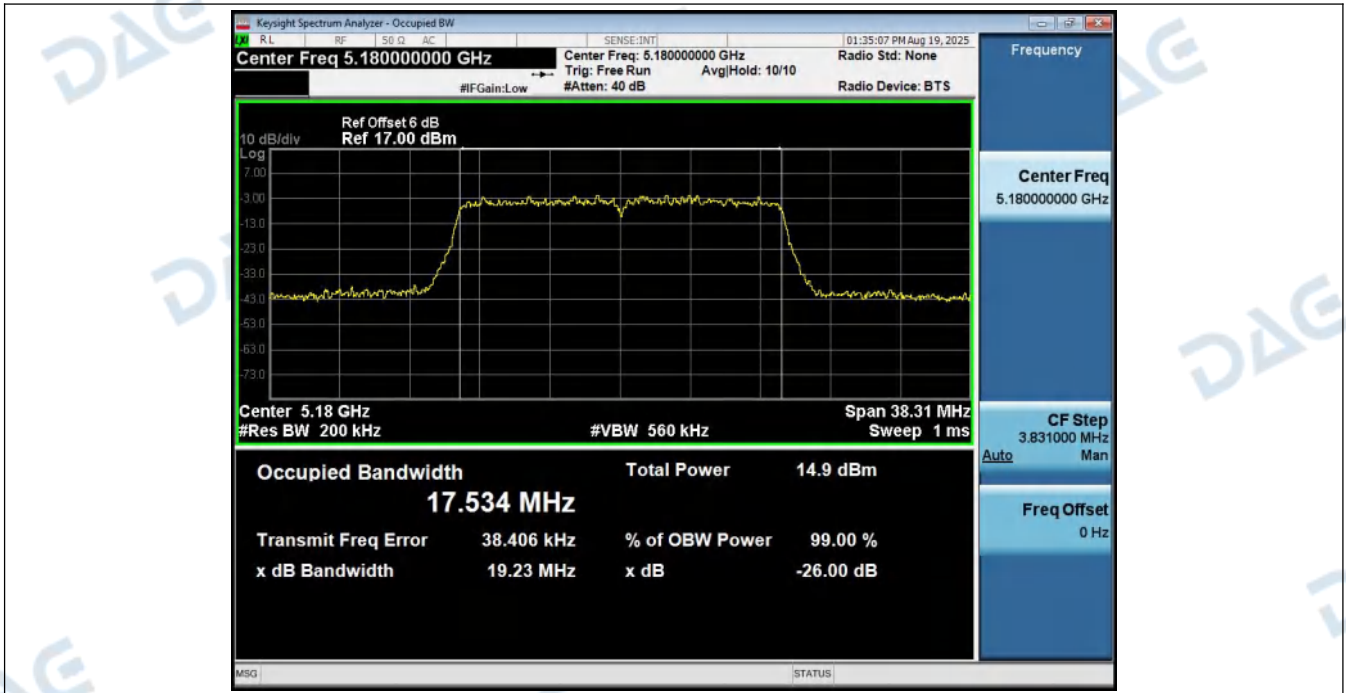 Keysight Spectrum Analyzer - Occupied BW
LXI RL RF 50 Ω AC SENSE:INT 01:35:07 PM Aug 19, 2025
Center Freq 5.180000000 GHz
Center Freq: 5.180000000 GHz Radio Std: None
Trig: Free Run Avg|Hold: 10/10
#IFGain:Low #Atten: 40 dB Radio Device: BTS
Ref Offset 6 dB
10 dB/div Ref 17.00 dBm
Log
7.00
-3.00
-13.0
-23.0
-33.0
-43.0
-53.0
-63.0
-73.0
Center 5.18 GHz Span 38.31 MHz
#Res BW 200 kHz #VBW 560 kHz Sweep 1 ms
Occupied Bandwidth Total Power 14.9 dBm
17.534 MHz
Transmit Freq Error 38.406 kHz % of OBW Power 99.00 %
x dB Bandwidth 19.23 MHz x dB -26.00 dB
MSG STATUS
Frequency
Center Freq
5.180000000 GHz
CF Step
3.831000 MHz
Auto Man
Freq Offset
0 Hz
DAG
DAG